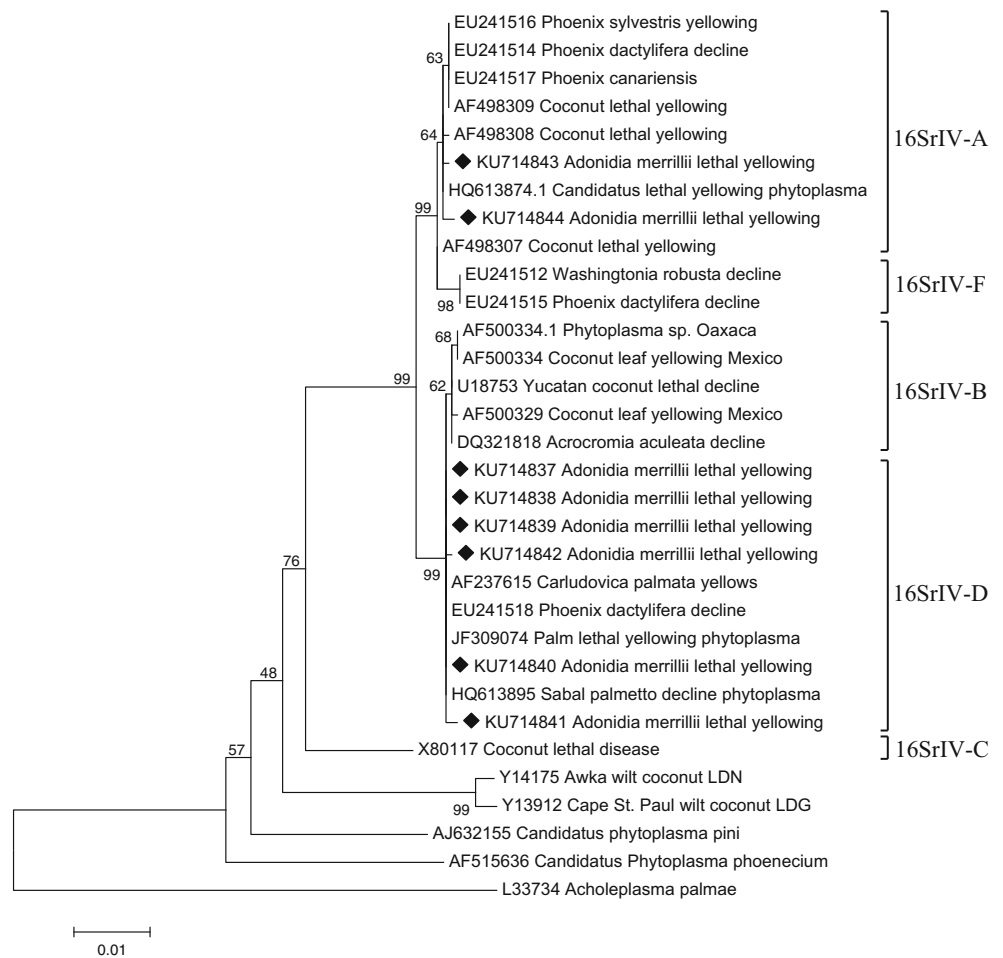 EU241516 Phoenix sylvestris yellowing
EU241514 Phoenix dactylifera decline
63
EU241517 Phoenix canariensis
AF498309 Coconut lethal yellowing
64
AF498308 Coconut lethal yellowing
16SrIV-A
KU714843 Adonidia merrillii lethal yellowing
HQ613874.1 Candidatus lethal yellowing phytoplasma
99
KU714844 Adonidia merrillii lethal yellowing
AF498307 Coconut lethal yellowing
EU241512 Washingtonia robusta decline
16SrIV-F
98
EU241515 Phoenix dactylifera decline
AF500334.1 Phytoplasma sp. Oaxaca
68
AF500334 Coconut leaf yellowing Mexico
99
62
U18753 Yucatan coconut lethal decline
16SrIV-B
AF500329 Coconut leaf yellowing Mexico
DQ321818 Acrocromia aculeata decline
KU714837 Adonidia merrillii lethal yellowing
KU714838 Adonidia merrillii lethal yellowing
KU714839 Adonidia merrillii lethal yellowing
KU714842 Adonidia merrillii lethal yellowing
76
99
AF237615 Carludovica palmata yellows
16SrIV-D
EU241518 Phoenix dactylifera decline
JF309074 Palm lethal yellowing phytoplasma
48
KU714840 Adonidia merrillii lethal yellowing
HQ613895 Sabal palmetto decline phytoplasma
KU714841 Adonidia merrillii lethal yellowing
57
X80117 Coconut lethal disease
16SrIV-C
Y14175 Awka wilt coconut LDN
99
Y13912 Cape St. Paul wilt coconut LDG
AJ632155 Candidatus phytoplasma pini
AF515636 Candidatus Phytoplasma phoenecium
L33734 Acholeplasma palmae
0.01